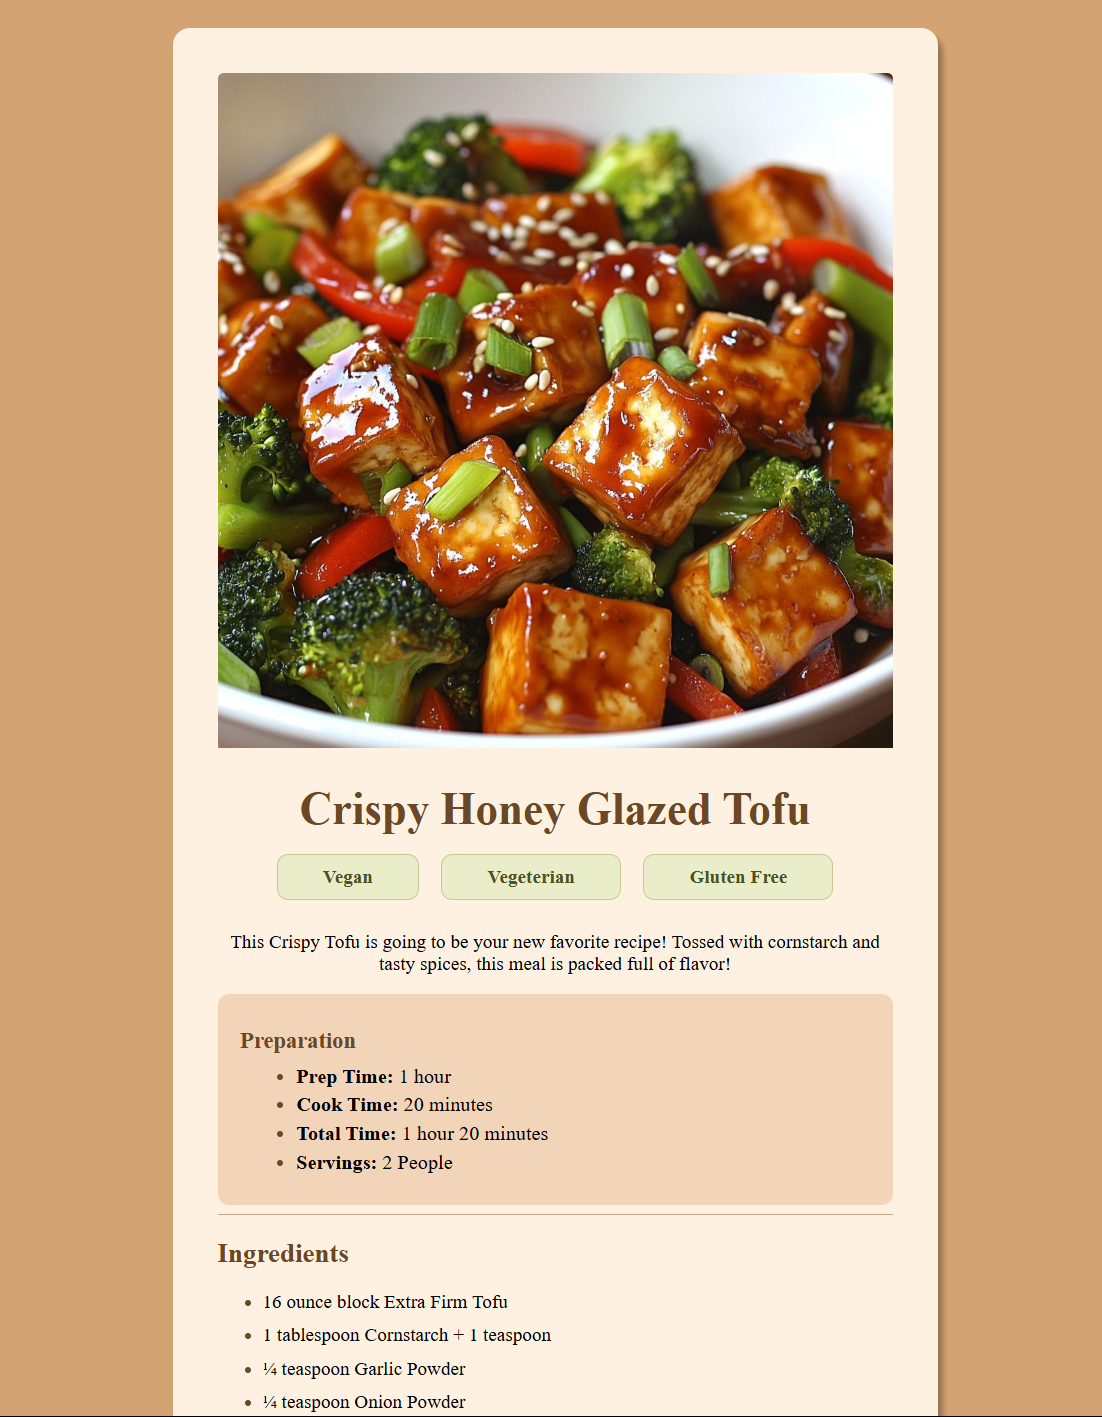 Crispy Honey Glazed Tofu
Vegan
Vegeterian
Gluten Free
This Crispy Tofu is going to be your new favorite recipe! Tossed with cornstarch and
tasty spices, this meal is packed full of flavor!
Preparation
Prep Time: 1 hour
Cook Time: 20 minutes
Total Time: 1 hour 20 minutes
Servings: 2 People
Ingredients
16 ounce block Extra Firm Tofu
1 tablespoon Cornstarch + 1 teaspoon
¼ teaspoon Garlic Powder
¼ teaspoon Onion Powder